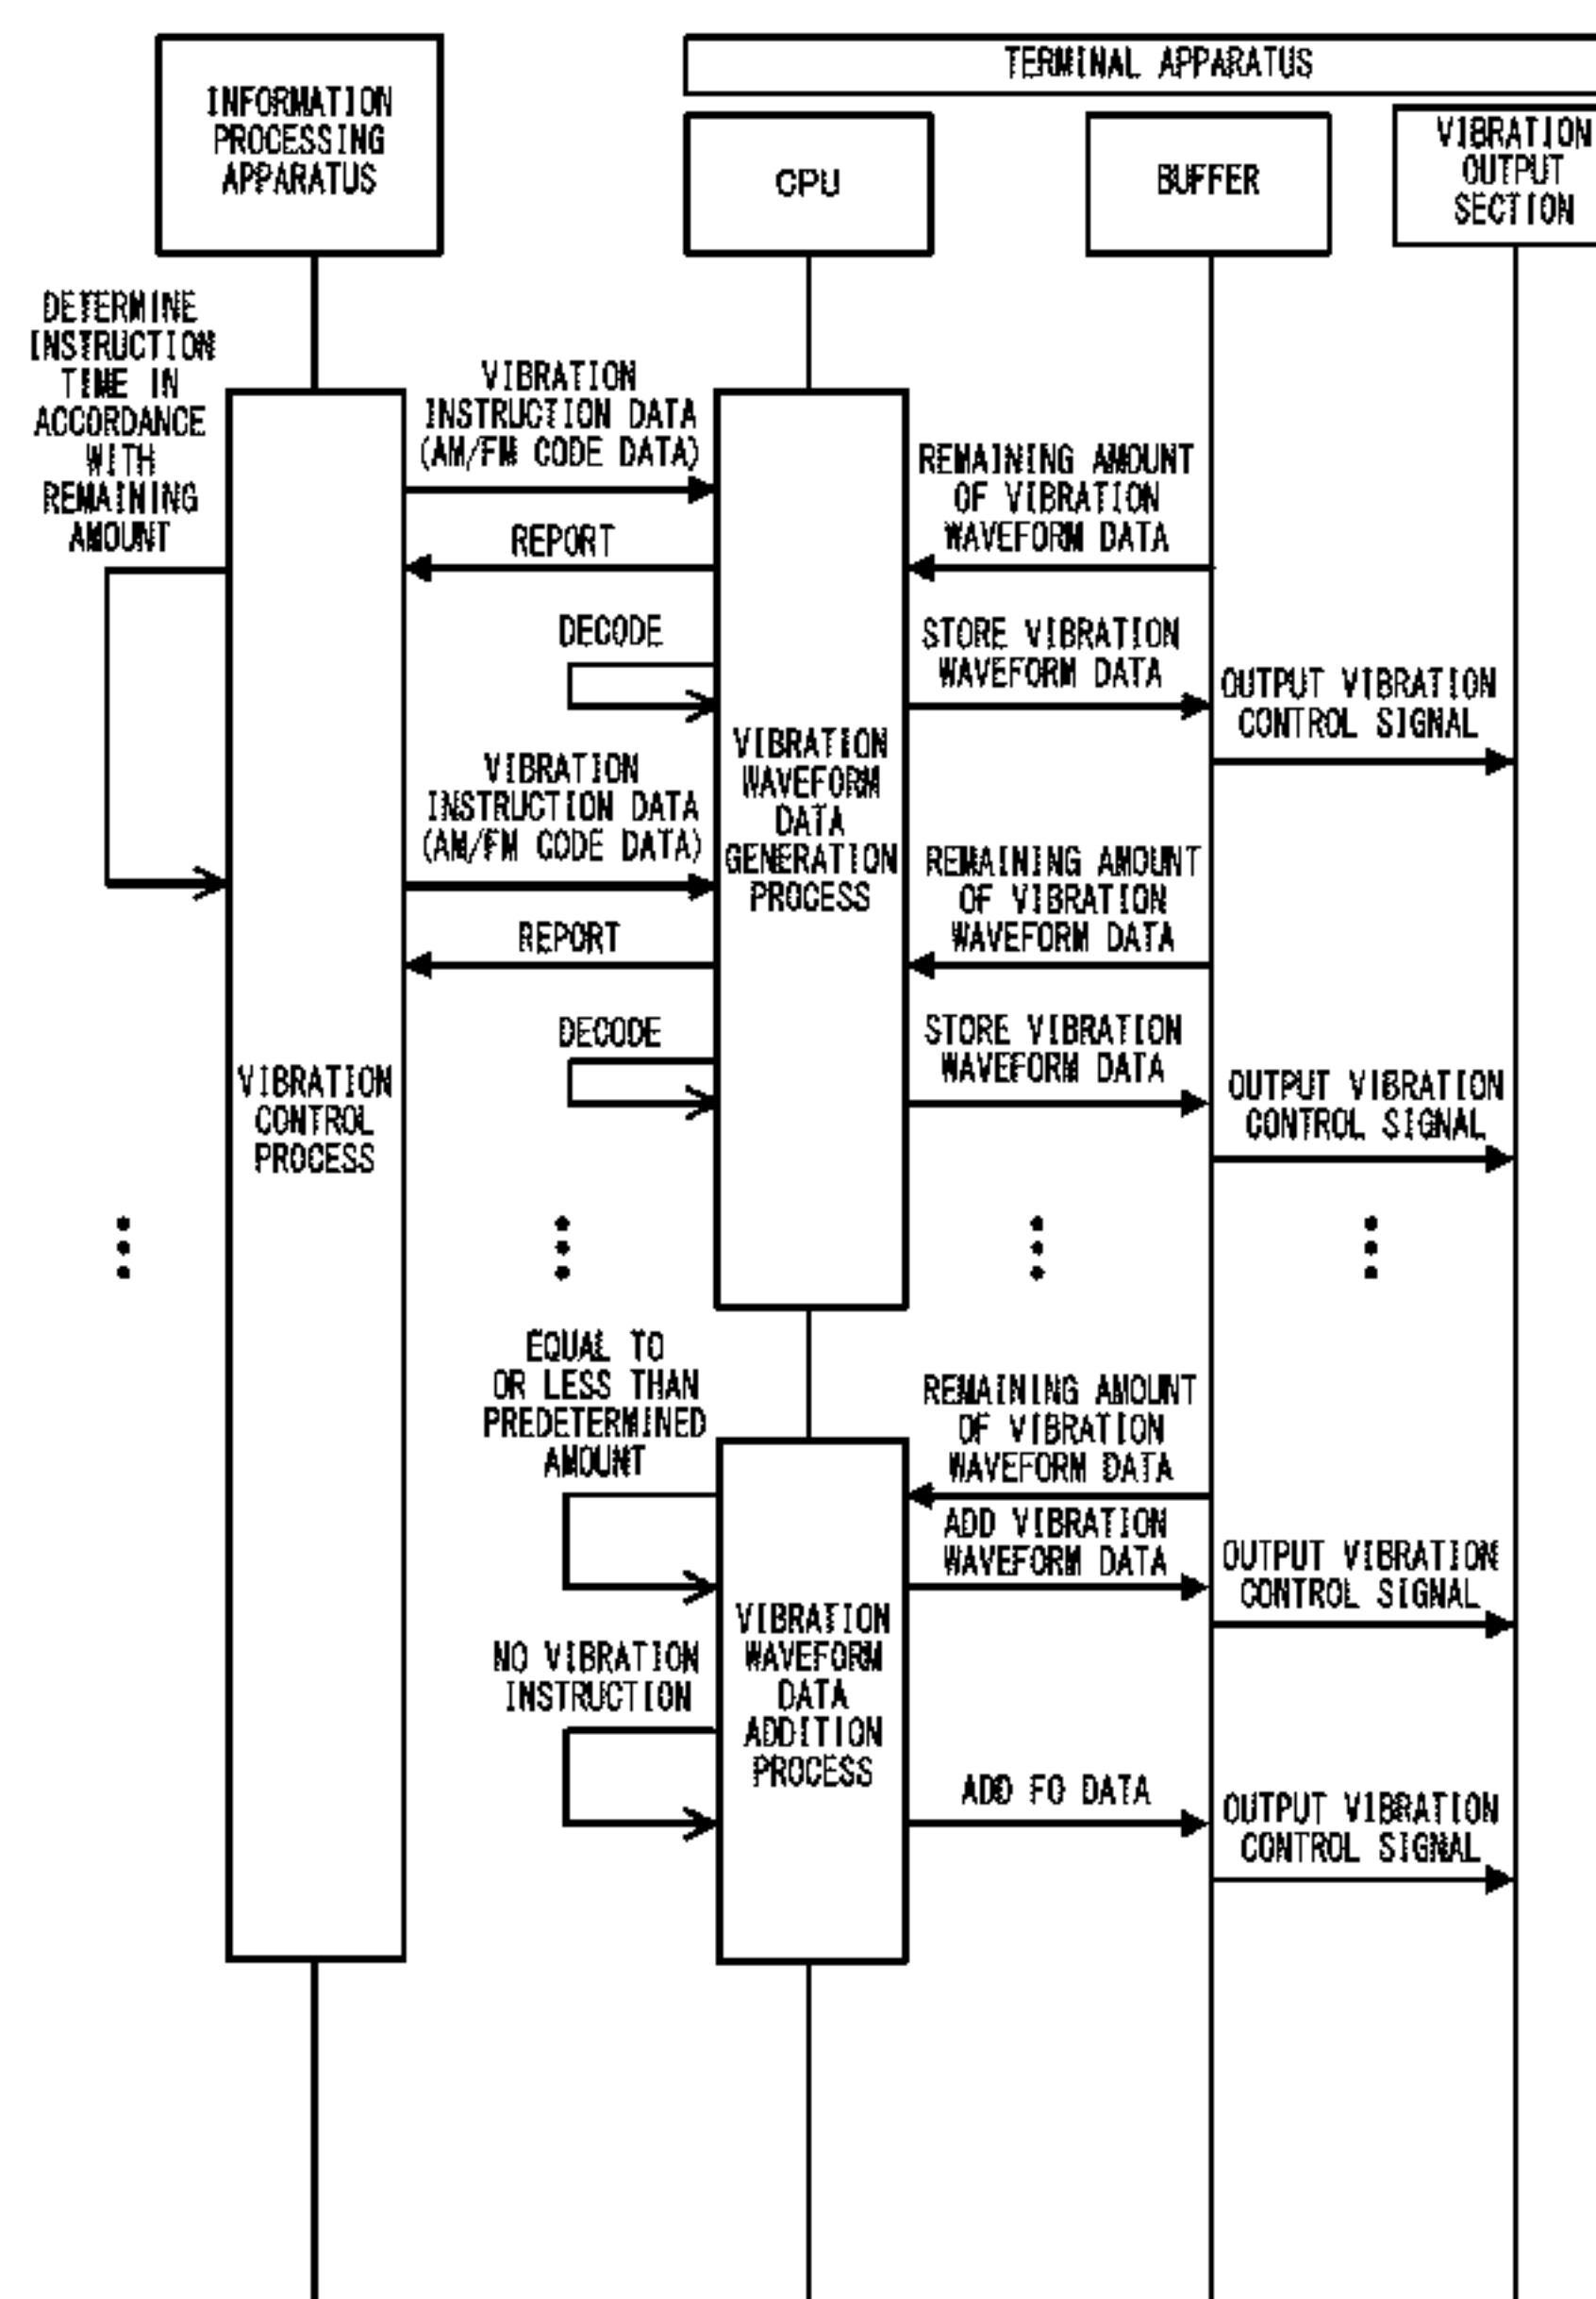 TERMINAL APPARATUS
INFORMATION
PROCESSING
APPARATUS
CPU
BUFFER
VIBRATION
OUTPUT
SECTION
DETERMINE
INSTRUCTION
TIME IN
ACCORDANCE
WITH
REMAINING
AMOUNT
VIBRATION
INSTRUCTION DATA
(AM/FM CODE DATA)
REMAINING AMOUNT
OF VIBRATION
WAVEFORM DATA
REPORT
DECODE
STORE VIBRATION
WAVEFORM DATA
OUTPUT VIBRATION
CONTROL SIGNAL
VIBRATION
WAVEFORM
DATA
GENERATION
PROCESS
VIBRATION
INSTRUCTION DATA
(AM/FM CODE DATA)
REMAINING AMOUNT
OF VIBRATION
WAVEFORM DATA
REPORT
DECODE
STORE VIBRATION
WAVEFORM DATA
OUTPUT VIBRATION
CONTROL SIGNAL
VIBRATION
CONTROL
PROCESS
EQUAL TO
OR LESS THAN
PREDETERMINED
AMOUNT
REMAINING AMOUNT
OF VIBRATION
WAVEFORM DATA
ADD VIBRATION
WAVEFORM DATA
OUTPUT VIBRATION
CONTROL SIGNAL
VIBRATION
WAVEFORM
DATA
ADDITION
PROCESS
NO VIBRATION
INSTRUCTION
ADD FO DATA
OUTPUT VIBRATION
CONTROL SIGNAL